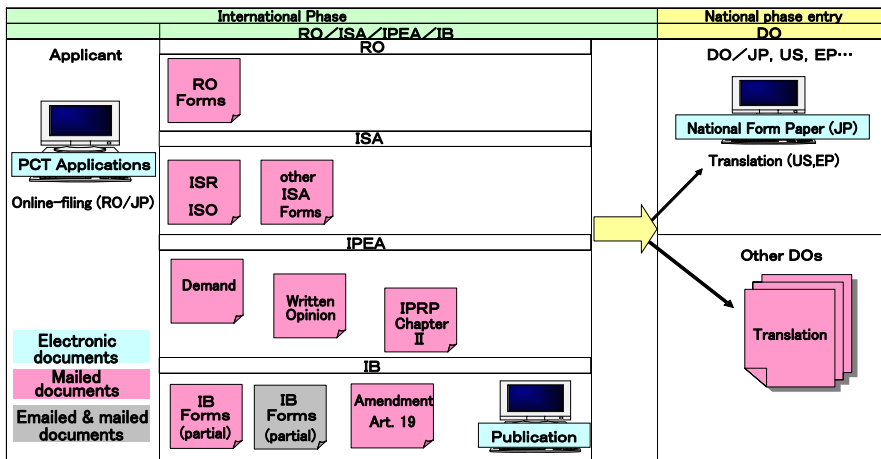 International Phase
National phase entry
RO／ISA／IPEA／IB
DO
Applicant
RO
DO／JP, US, EP…
RO
Forms
National Form Paper (JP)
ISA
PCT Applications
Translation (US,EP)
Online-filing (RO/JP)
ISR
ISO
other
ISA
Forms
IPEA
Other DOs
Demand
Written
Opinion
IPRP
Chapter
II
Translation
Electronic
documents
IB
Mailed
documents
Emailed & mailed
documents
IB
Forms
(partial)
IB
Forms
(partial)
Amendment
Art. 19
Publication